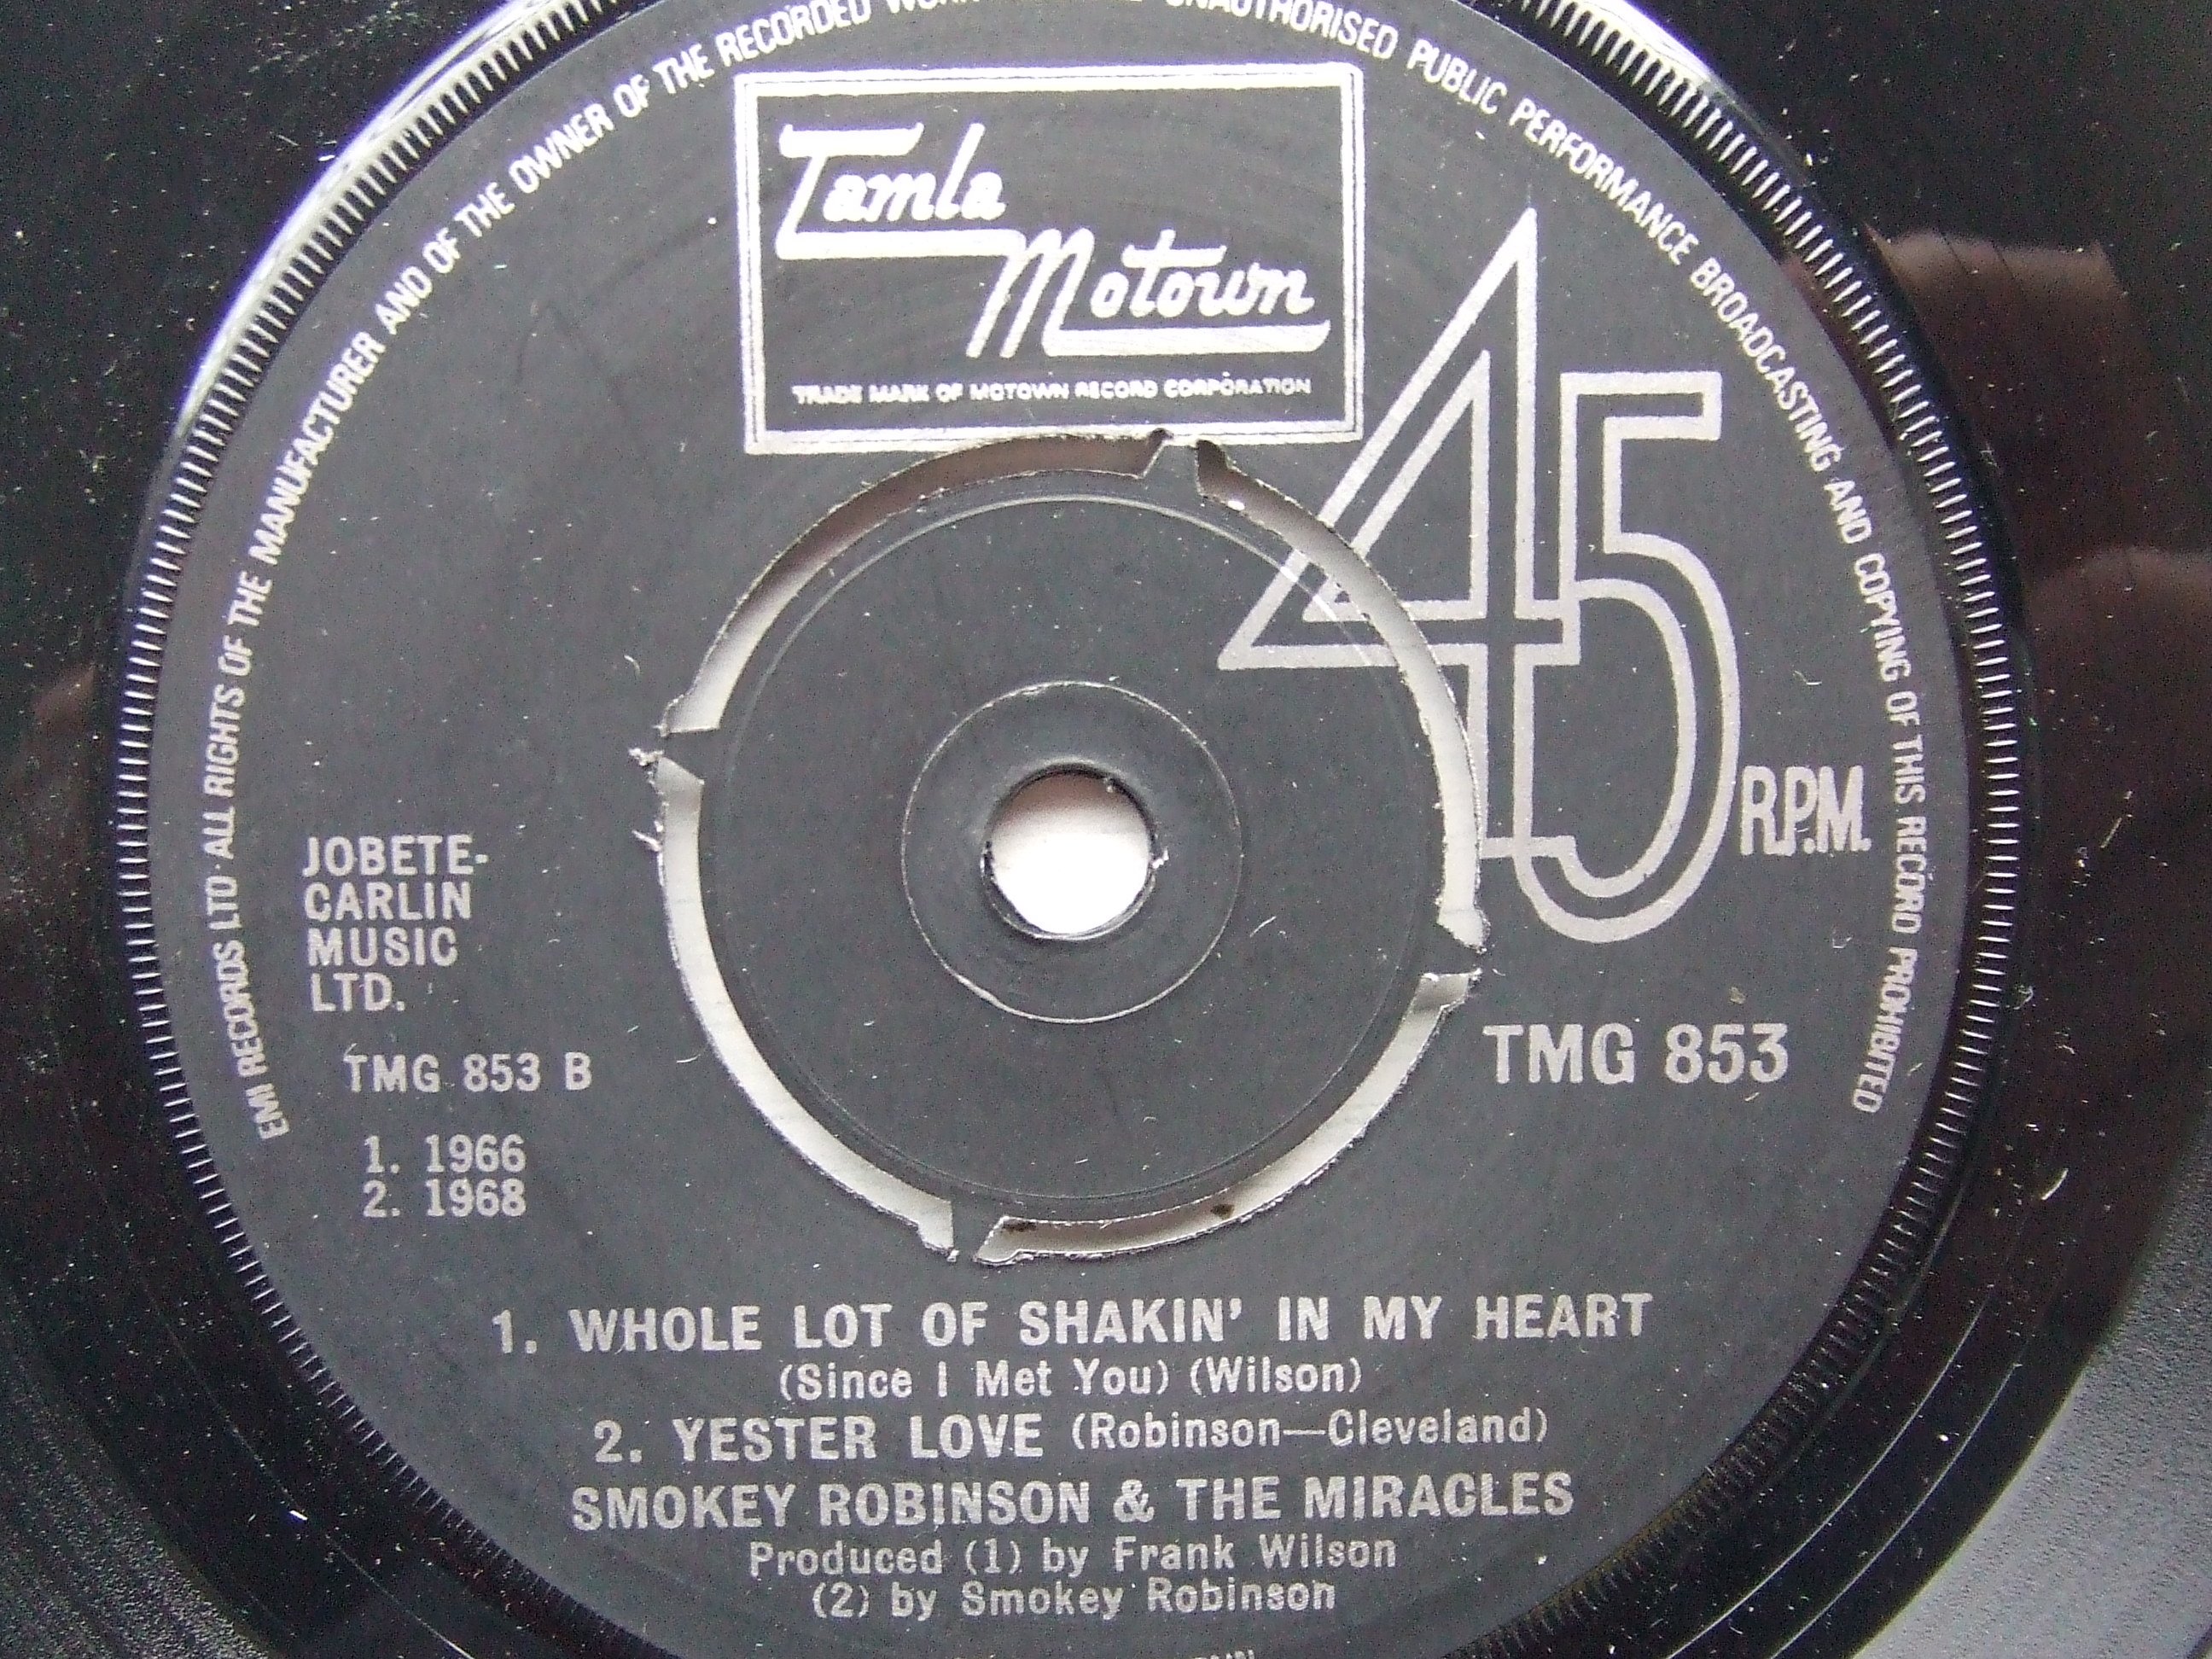 EMI RECORDS LTD · ALL RIGHTS OF THE MANUFACTURER AND OF THE OWNER OF THE RECORDED UNAUTHORISED PUBLIC PERFORMANCE BROADCASTING AND COPYING OF THIS RECORD PROHIBITED
Tamla
Motown
TRADE MARK OF MOTOWN RECORD CORPORATION
45
R.P.M.
JOBETE-
CARLIN
MUSIC
LTD.
TMG 853
TMG 853 B
1. 1966
2. 1968
1. WHOLE LOT OF SHAKIN' IN MY HEART
(Since I Met You) (Wilson)
2. YESTER LOVE (Robinson—Cleveland)
SMOKEY ROBINSON & THE MIRACLES
Produced (1) by Frank Wilson
(2) by Smokey Robinson